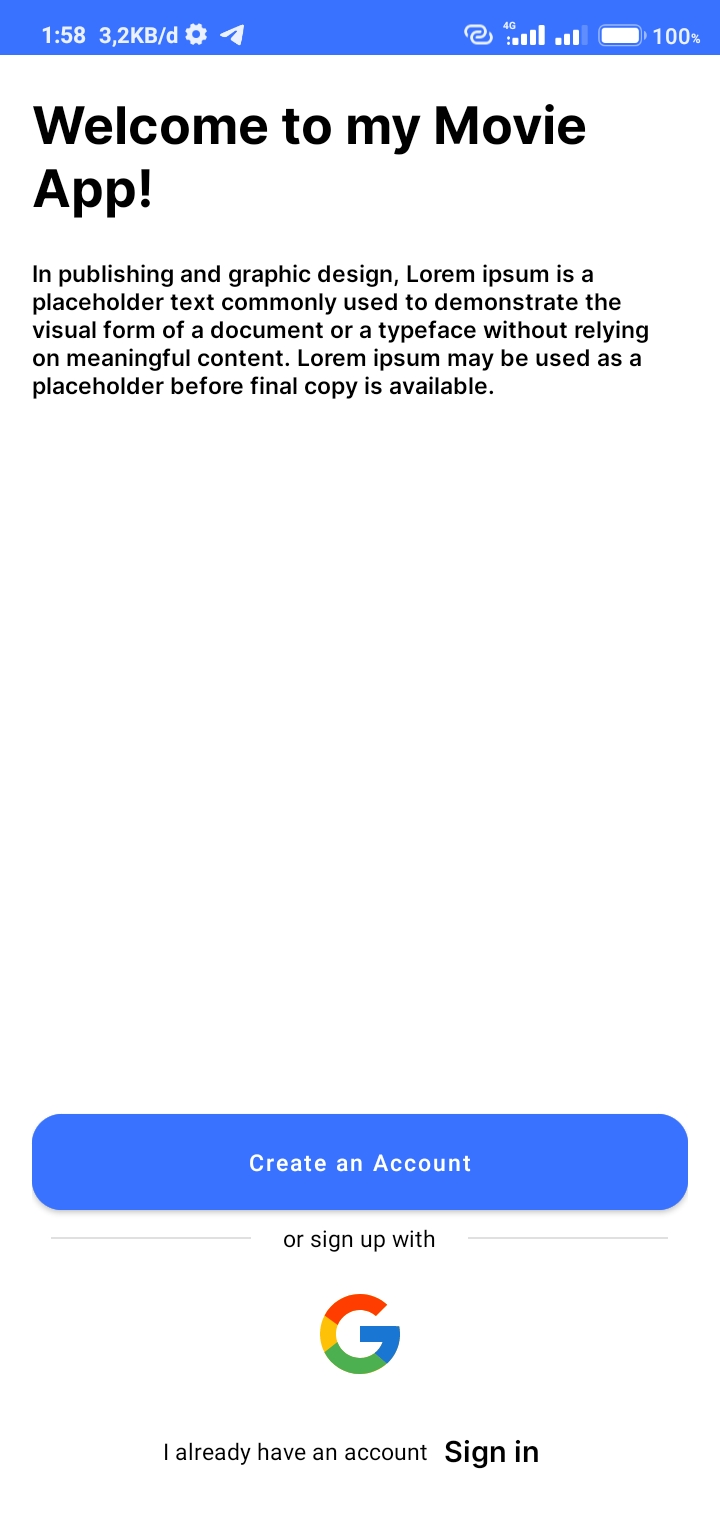 1:58 3,2KB/d 4G 100%
Welcome to my Movie
App!
In publishing and graphic design, Lorem ipsum is a
placeholder text commonly used to demonstrate the
visual form of a document or a typeface without relying
on meaningful content. Lorem ipsum may be used as a
placeholder before final copy is available.
Create an Account
or sign up with
I already have an account Sign in